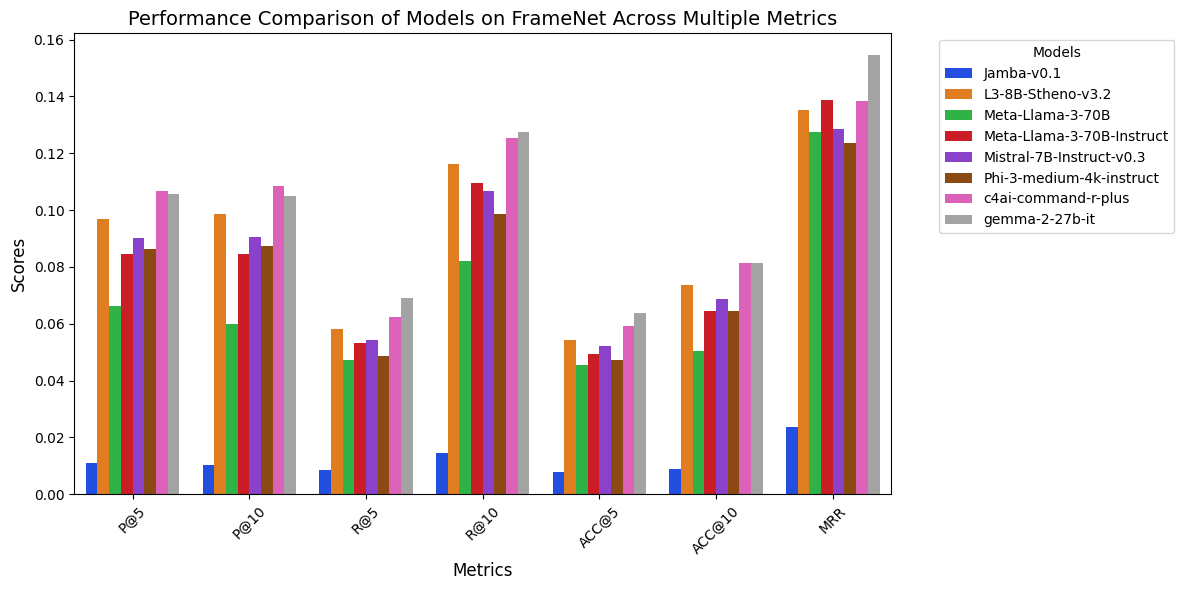 Performance Comparison of Models on FrameNet Across Multiple Metrics
Scores
0.16
0.14
0.12
0.10
0.08
0.06
0.04
0.02
0.00
P@5
P@10
R@5
R@10
ACC@5
ACC@10
MRR
Metrics
Models
Jamba-v0.1
L3-8B-Stheno-v3.2
Meta-Llama-3-70B
Meta-Llama-3-70B-Instruct
Mistral-7B-Instruct-v0.3
Phi-3-medium-4k-instruct
c4ai-command-r-plus
gemma-2-27b-it